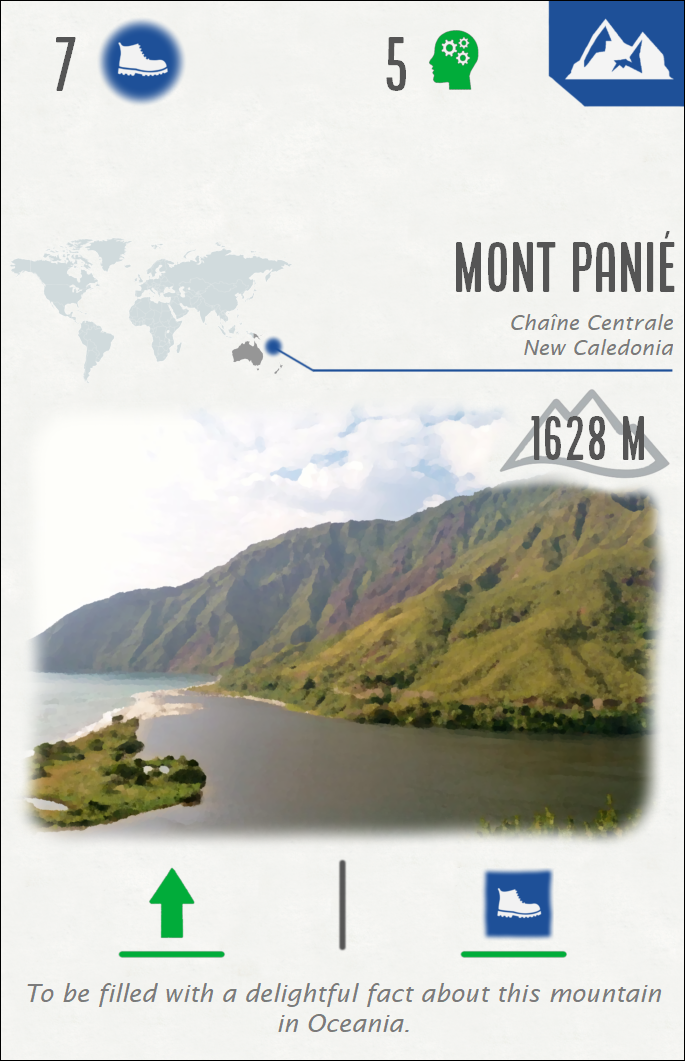 7
5
MONT PANIÉ
Chaîne Centrale
New Caledonia
1628 M
To be filled with a delightful fact about this mountain
in Oceania.